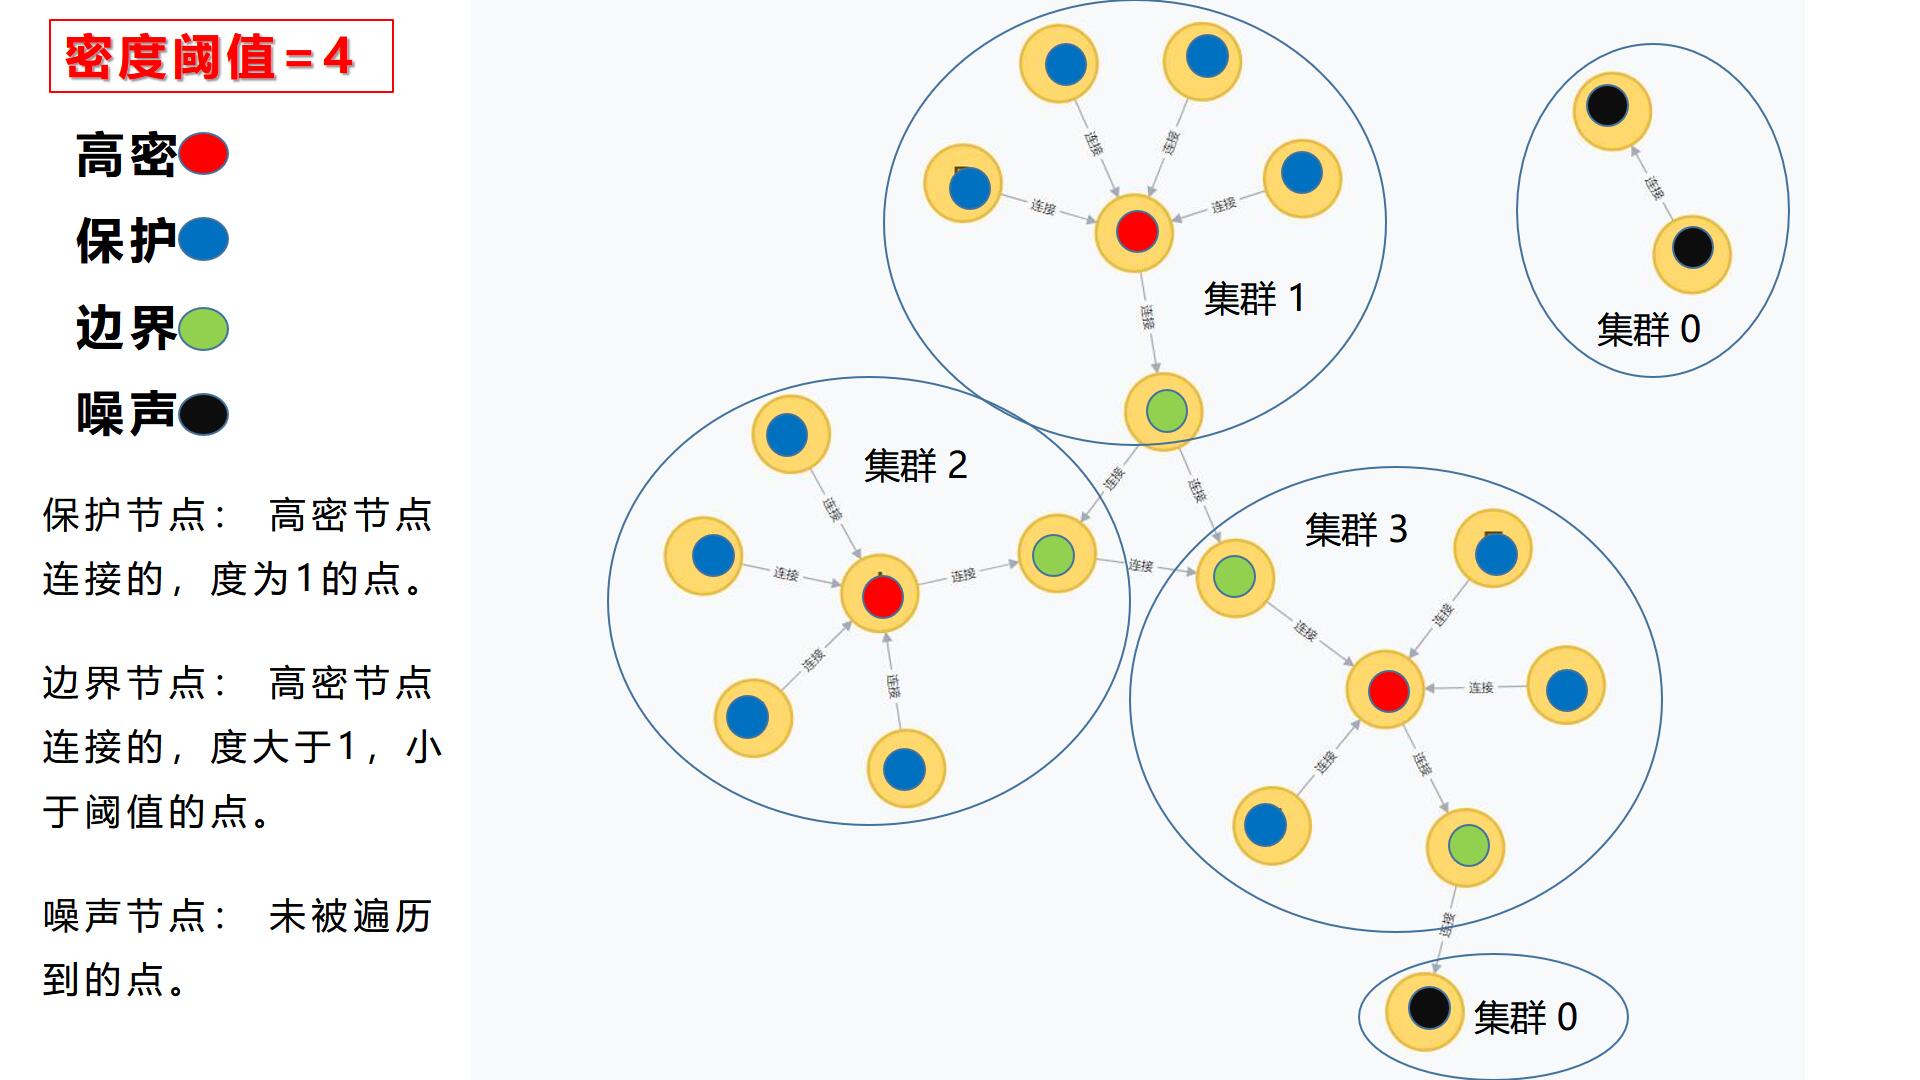 密度阈值=4
高密
保护
边界
噪声
保护节点： 高密节点
连接的，度为1的点。
边界节点： 高密节点
连接的，度大于1，小
于阈值的点。
噪声节点： 未被遍历
到的点。
连接
连接
连接
连接
连接
集群 1
连接
集群 0
集群 2
连接
连接
连接
连接
连接
连接
连接
连接
集群 3
连接
连接
连接
连接
连接
连接
集群 0